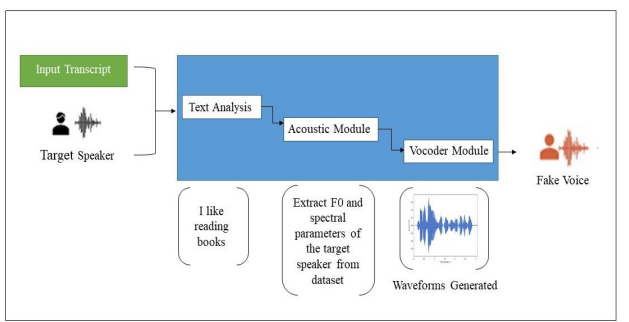 Input Transcript
Target Speaker
Text Analysis
Acoustic Module
Vocoder Module
Fake Voice
I like
reading
books
Extract F0 and
spectral
parameters of
the target
speaker from
dataset
Waveforms Generated